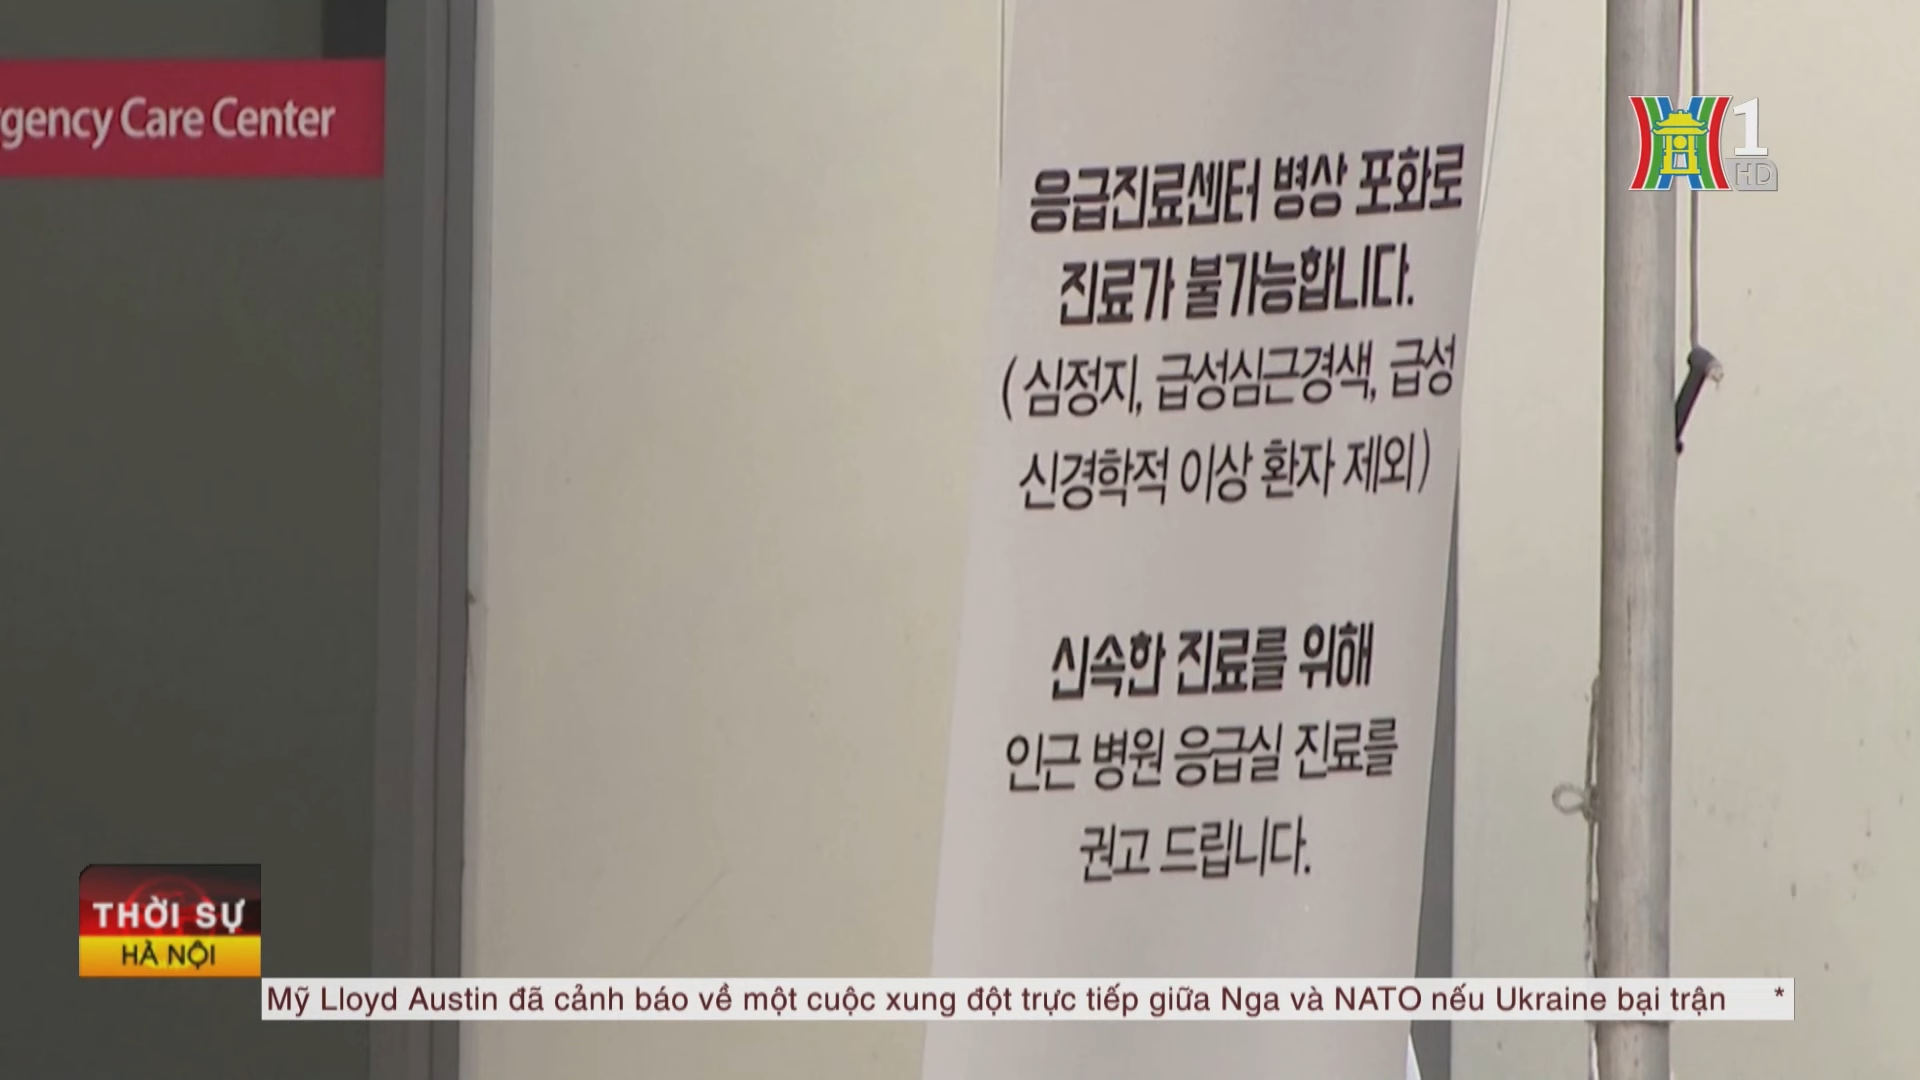 gency Care Center
1
HD
응급진료센터 병상 포화로
진료가 불가능합니다.
( 심정지, 급성심근경색, 급성
신경학적 이상 환자 제외 )
신속한 진료를 위해
인근 병원 응급실 진료를
권고 드립니다.
THỜI SỰ
HÀ NỘI
Mỹ Lloyd Austin đã cảnh báo về một cuộc xung đột trực tiếp giữa Nga và NATO nếu Ukraine bại trận *